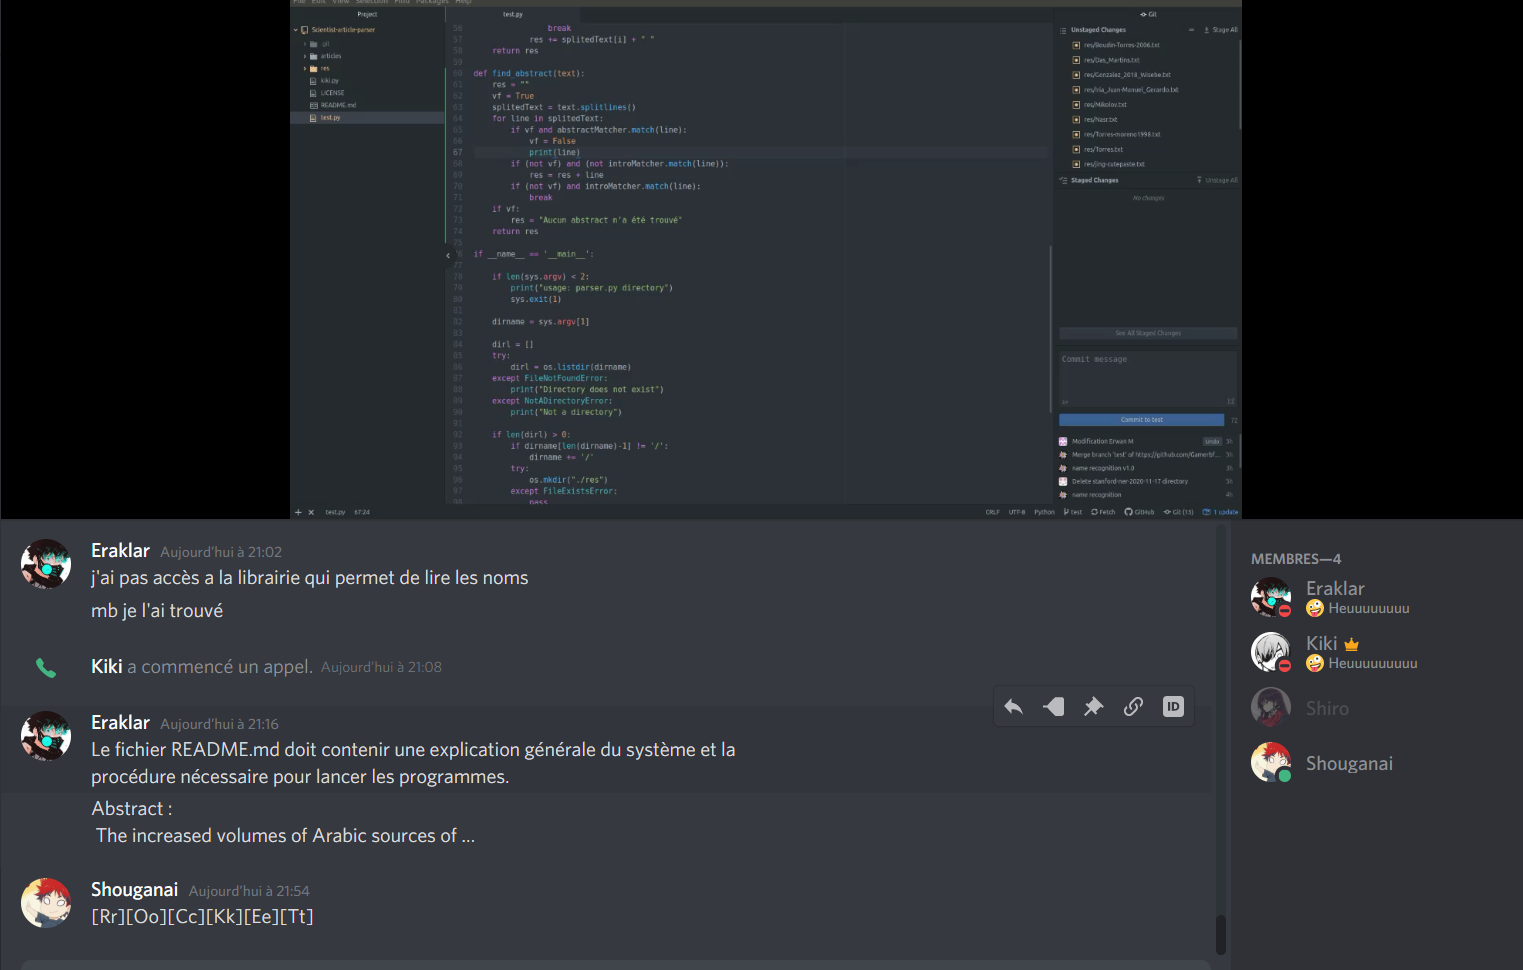 File Edit View Selection Find Packages Help
Project
test.py
Git
Scientist-article-parser
.git
articles
res
kiki.py
LICENSE
README.md
test.py
56 break
57 res += splitedText[i] + " "
58 return res
59
60 def find_abstract(text):
61 res = ""
62 vf = True
63 splitedText = text.splitlines()
64 for line in splitedText:
65 if vf and abstractMatcher.match(line):
66 vf = False
67 print(line)
68 if (not vf) and (not introMatcher.match(line)):
69 res = res + line
70 if (not vf) and introMatcher.match(line):
71 break
72 if vf:
73 res = "Aucun abstract n'a été trouvé"
74 return res
75
76 if __name__ == '__main__':
77
78 if len(sys.argv) < 2:
79 print("usage: parser.py directory")
80 sys.exit(1)
81
82 dirname = sys.argv[1]
83
84 dirl = []
85 try:
86 dirl = os.listdir(dirname)
87 except FileNotFoundError:
88 print("Directory does not exist")
89 except NotADirectoryError:
90 print("Not a directory")
91
92 if len(dirl) > 0:
93 if dirname[len(dirname)-1] != '/':
94 dirname += '/'
95 try:
96 os.mkdir("./res")
97 except FileExistsError:
98 pass
Unstaged Changes
Stage All
res/Boudin-Torres-2006.txt
res/Das_Martins.txt
res/Gonzalez_2018_Wisebe.txt
res/Iria_Juan-Manuel_Gerardo.txt
res/Mikolov.txt
res/Nasr.txt
res/Torres-moreno1998.txt
res/Torres.txt
res/jing-cutepaste.txt
Staged Changes
Unstage All
No changes
See All Staged Changes
Commit message
Commit to test
72
Modification Erwan M Undo 3h
Merge branch 'test' of https://github.com/Gamerbf... 3h
name recognition v1.0 3h
Delete stanford-ner-2020-11-17 directory 3h
name recognition 4h
test.py 67:24
CRLF UTF-8 Python test Fetch GitHub Git (13) 1 update
Eraklar Aujourd'hui à 21:02
j'ai pas accès a la librairie qui permet de lire les noms
mb je l'ai trouvé
Kiki a commencé un appel. Aujourd'hui à 21:08
Eraklar Aujourd'hui à 21:16
ID
Le fichier README.md doit contenir une explication générale du système et la
procédure nécessaire pour lancer les programmes.
Abstract :
The increased volumes of Arabic sources of ...
Shouganai Aujourd'hui à 21:54
[Rr][Oo][Cc][Kk][Ee][Tt]
MEMBRES—4
Eraklar
Heuuuuuuuu
Kiki
Heuuuuuuuuu
Shiro
Shouganai